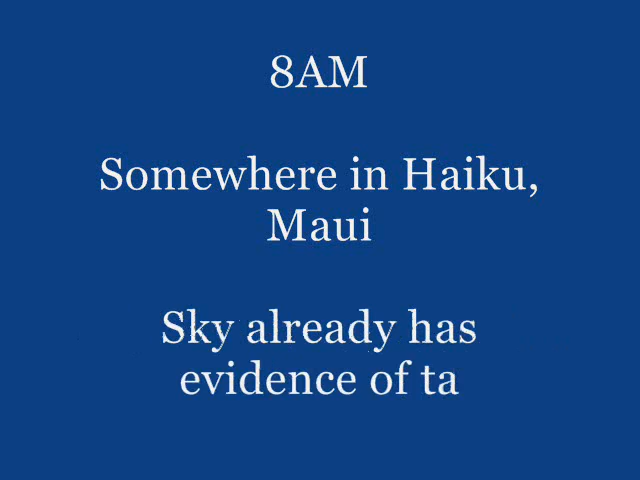 8AM
Somewhere in Haiku,
Maui
Sky already has
evidence of ta